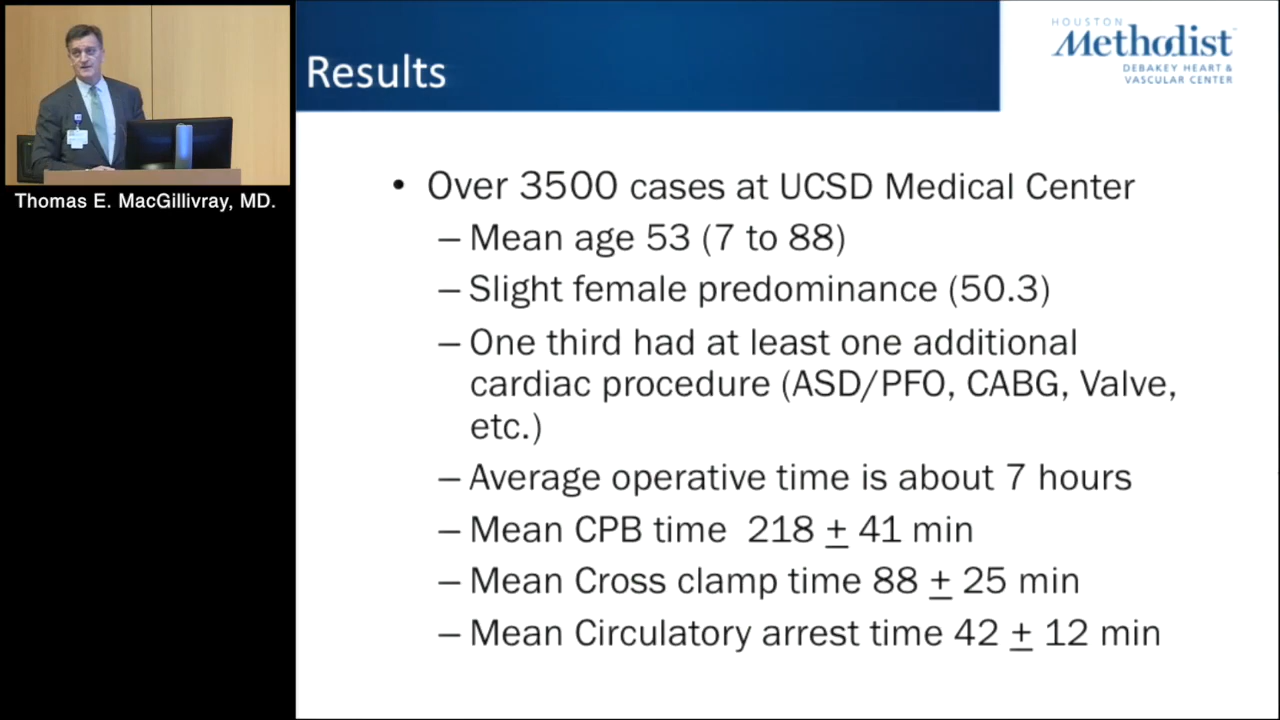 Results
HOUSTON
Methodist
DEBAKEY HEART &
VASCULAR CENTER
Thomas E. MacGillivray, MD.
• Over 3500 cases at UCSD Medical Center
– Mean age 53 (7 to 88)
– Slight female predominance (50.3)
– One third had at least one additional
cardiac procedure (ASD/PFO, CABG, Valve,
etc.)
– Average operative time is about 7 hours
– Mean CPB time 218 ± 41 min
– Mean Cross clamp time 88 ± 25 min
– Mean Circulatory arrest time 42 ± 12 min